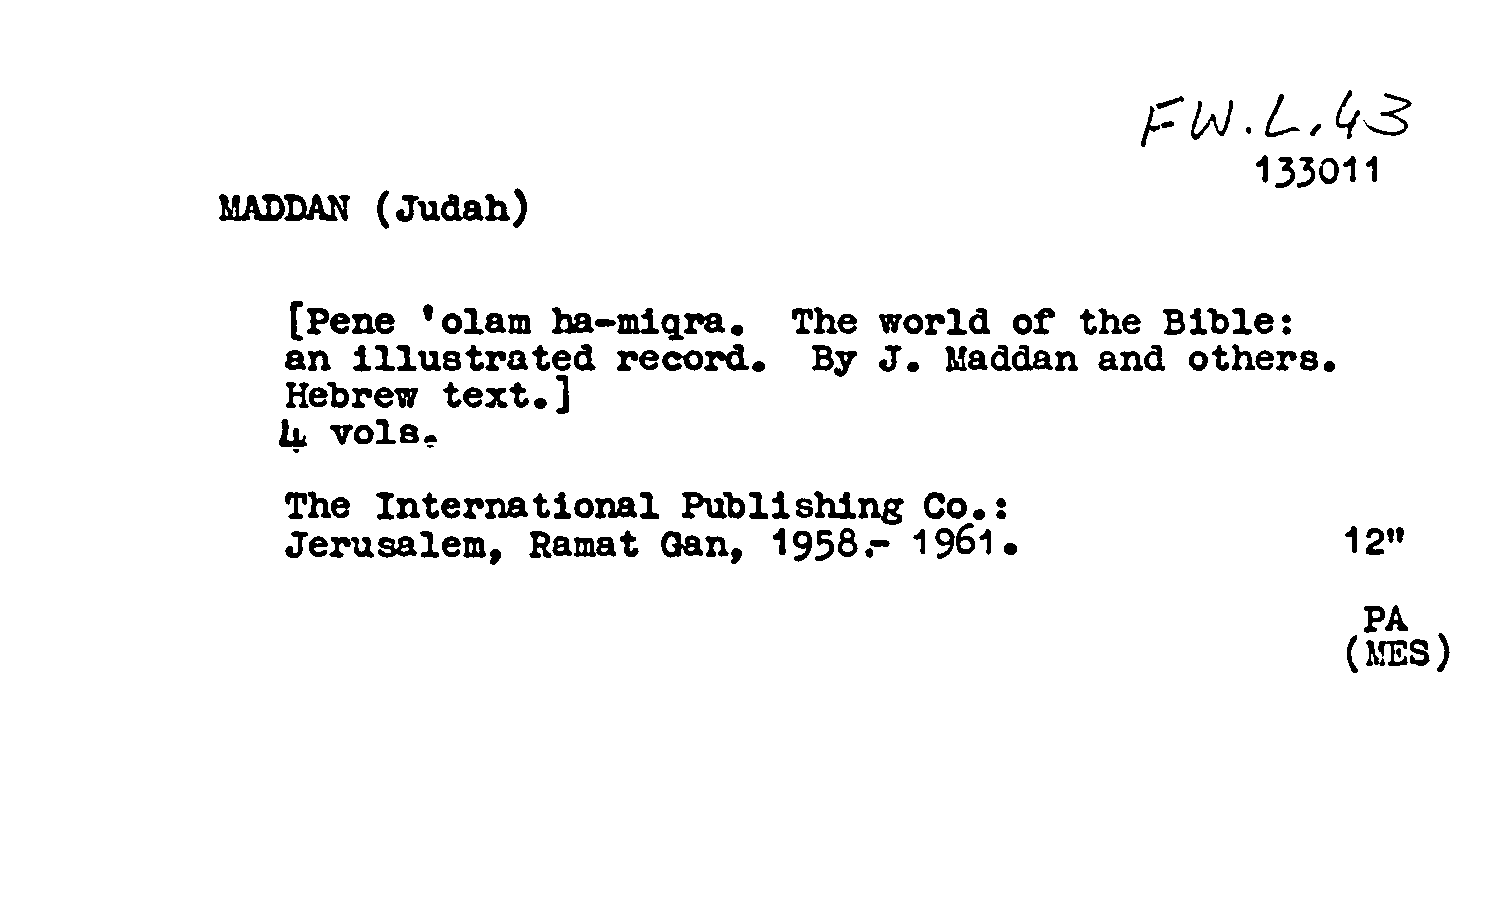 FW.L.43
133011
MADDAN (Judah)
[Pene 'olam ha-miqra. The world of the Bible:
an illustrated record. By J. Maddan and others.
Hebrew text.]
4 vols.
The International Publishing Co.:
Jerusalem, Ramat Gan, 1958.- 1961. 12"
PA
(MES)